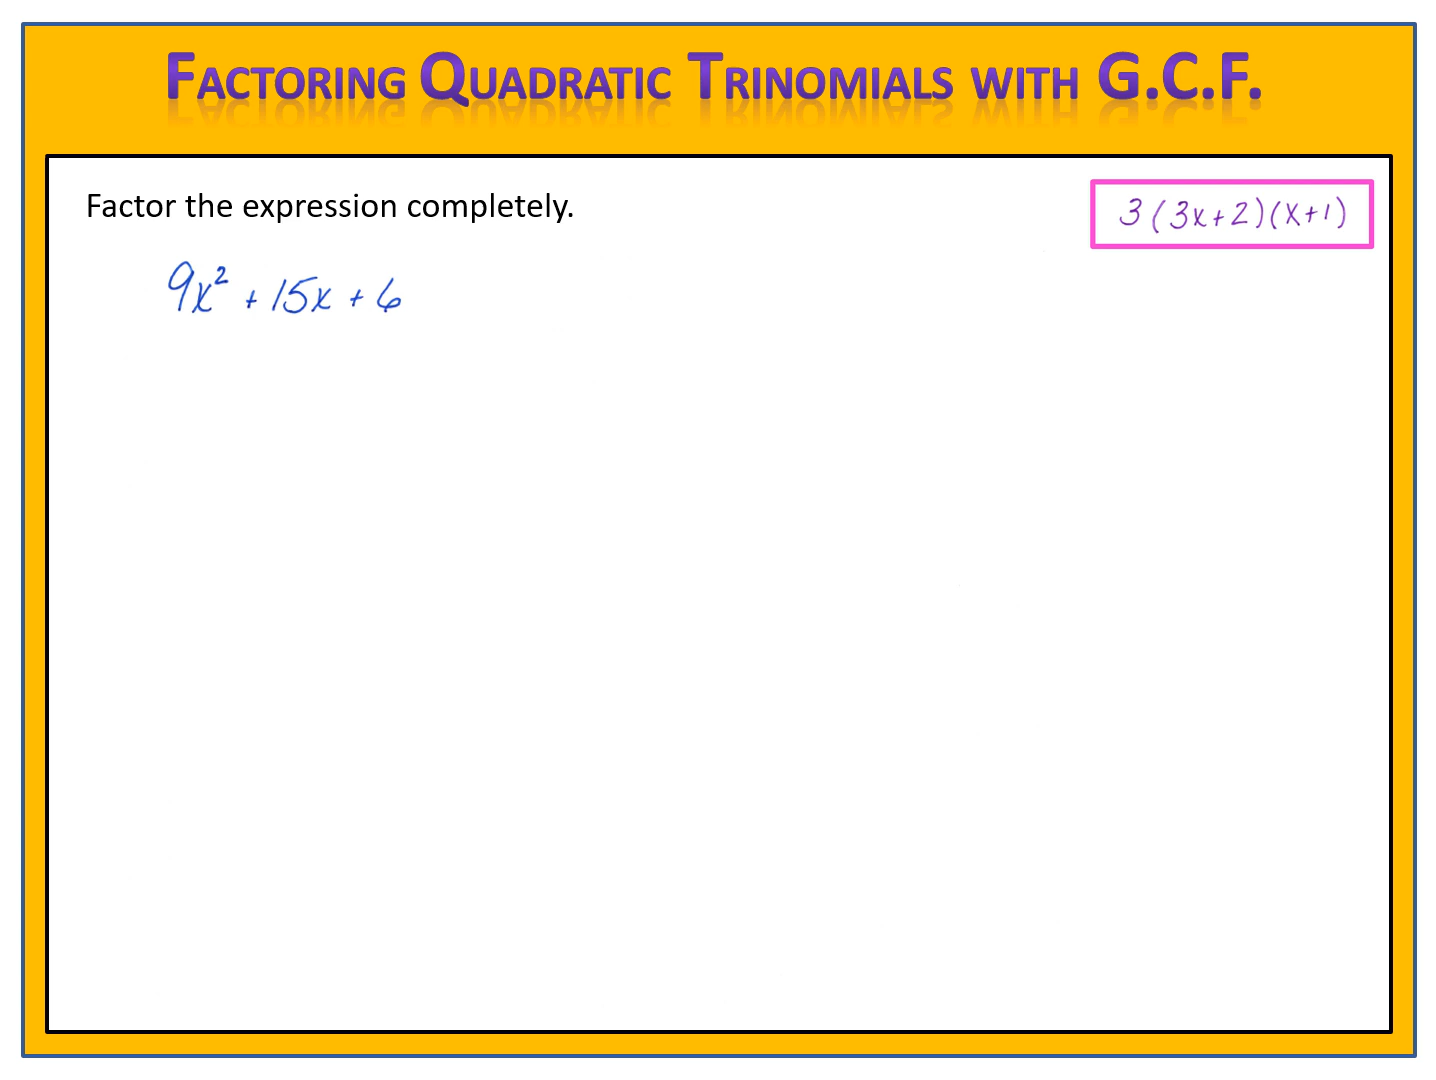 Factoring Quadratic Trinomials with G.C.F.
Factor the expression completely.
3(3x+2)(x+1)
9x² + 15x + 6